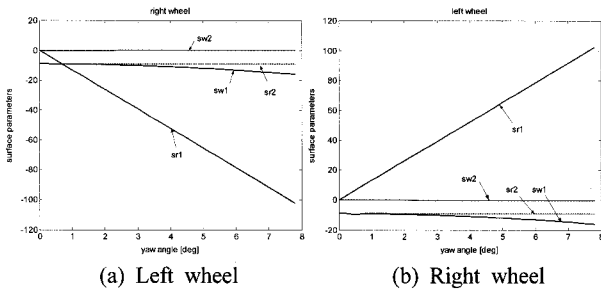 right wheel
20
0
-20
-40
-60
-80
-100
-120
surface parameters
sw2
sw1
sr2
sr1
0 1 2 3 4 5 6 7 8
yaw angle [deg]
(a) Left wheel
left wheel
120
100
80
60
40
20
0
-20
surface parameters
sr1
sw2
sr2
sw1
0 1 2 3 4 5 6 7 8
yaw angle [deg]
(b) Right wheel